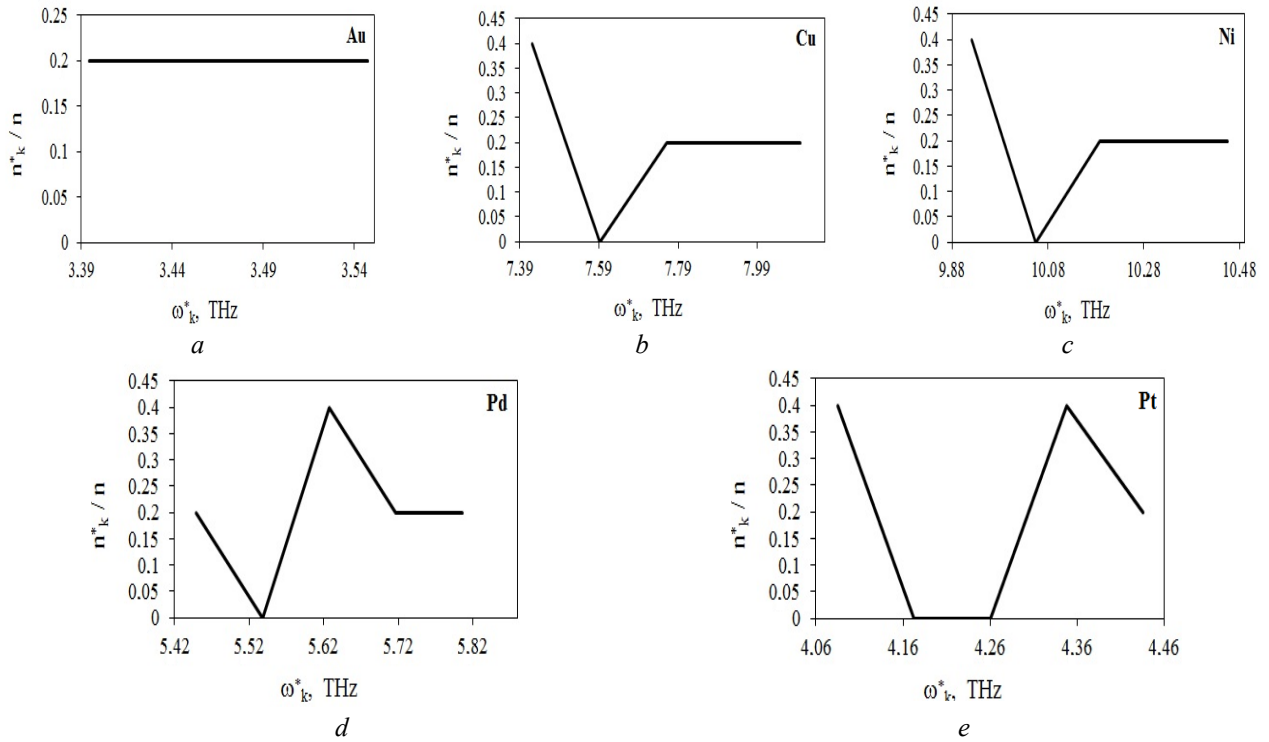 0.25
0.2
0.15
0.1
0.05
0
n*k / n
Au
3.39 3.44 3.49 3.54
ω*k, THz
a
0.45
0.4
0.35
0.3
0.25
0.2
0.15
0.1
0.05
0
n*k / n
Cu
7.39 7.59 7.79 7.99
ω*k, THz
b
0.45
0.4
0.35
0.3
0.25
0.2
0.15
0.1
0.05
0
n*k / n
Ni
9.88 10.08 10.28 10.48
ω*k, THz
c
0.45
0.4
0.35
0.3
0.25
0.2
0.15
0.1
0.05
0
n*k / n
Pd
5.42 5.52 5.62 5.72 5.82
ω*k, THz
d
0.45
0.4
0.35
0.3
0.25
0.2
0.15
0.1
0.05
0
n*k / n
Pt
4.06 4.16 4.26 4.36 4.46
ω*k, THz
e